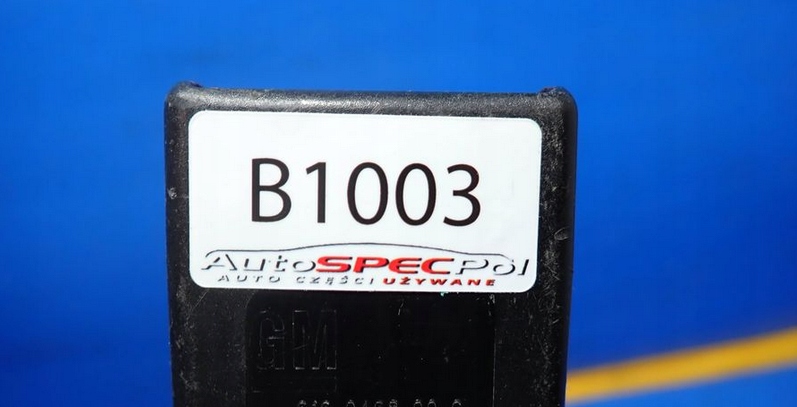 B1003
AutoSPECPol
AUTO CZĘŚCI UŻYWANE
GM